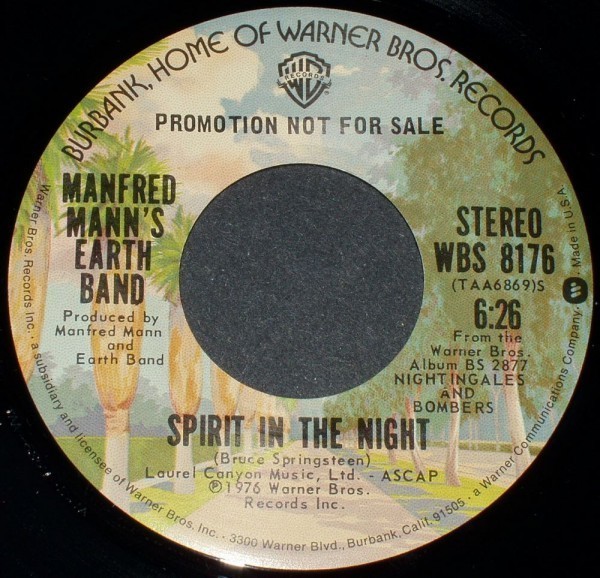 BURBANK, HOME OF WARNER BROS. RECORDS
RECORDS
PROMOTION NOT FOR SALE
MANFRED
MANN'S
EARTH
BAND
Produced by
Manfred Mann
and
Earth Band
STEREO
WBS 8176
(TAA6869)S
6:26
From the
Warner Bros.
Album BS 2877
NIGHTINGALES
AND
BOMBERS
SPIRIT IN THE NIGHT
(Bruce Springsteen)
Laurel Canyon Music, Ltd. - ASCAP
Ⓟ1976 Warner Bros.
Records Inc.
Warner Bros. Records Inc. · a subsidiary and licensee of Warner Bros. Inc. · 3300 Warner Blvd., Burbank, Calif. 91505 · a Warner Communications Company. · Made in U.S.A.